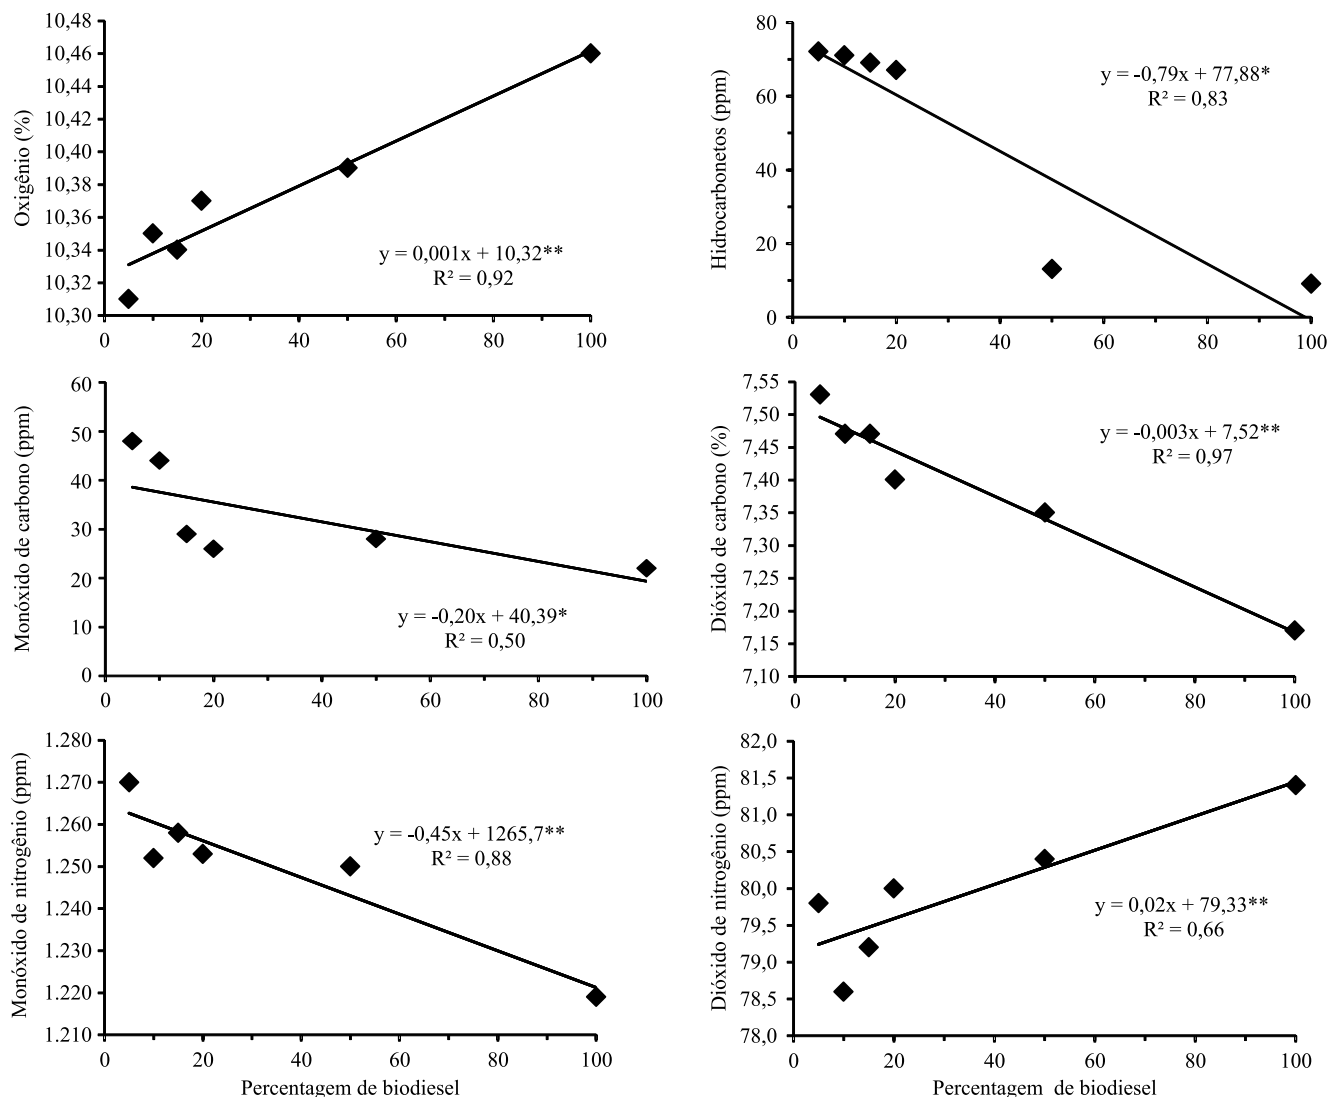 Oxigênio (%)
10,48
10,46
10,44
10,42
10,40
10,38
10,36
10,34
10,32
10,30
0 20 40 60 80 100
y = 0,001x + 10,32**
R² = 0,92
Hidrocarbonetos (ppm)
80
60
40
20
0
0 20 40 60 80 100
y = -0,79x + 77,88*
R² = 0,83
Monóxido de carbono (ppm)
60
50
40
30
20
10
0
0 20 40 60 80 100
y = -0,20x + 40,39*
R² = 0,50
Dióxido de carbono (%)
7,55
7,50
7,45
7,40
7,35
7,30
7,25
7,20
7,15
7,10
0 20 40 60 80 100
y = -0,003x + 7,52**
R² = 0,97
Monóxido de nitrogênio (ppm)
1.280
1.270
1.260
1.250
1.240
1.230
1.220
1.210
0 20 40 60 80 100
y = -0,45x + 1265,7**
R² = 0,88
Percentagem de biodiesel
Dióxido de nitrogênio (ppm)
82,0
81,5
81,0
80,5
80,0
79,5
79,0
78,5
78,0
0 20 40 60 80 100
y = 0,02x + 79,33**
R² = 0,66
Percentagem de biodiesel